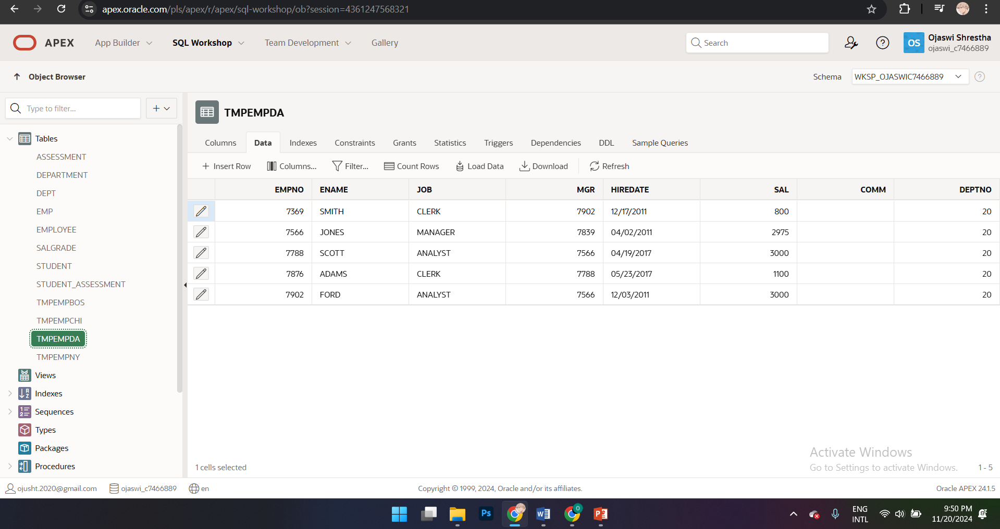 apex.oracle.com/pls/apex/r/apex/sql-workshop/ob?session=4361247568321
APEX App Builder SQL Workshop Team Development Gallery Search OS Ojaswi Shrestha
ojaswi_c7466889
Object Browser Schema WKSP_OJASWIC7466889
Type to filter...
TMPEMPDA
Tables
ASSESSMENT
DEPARTMENT
DEPT
EMP
EMPLOYEE
SALGRADE
STUDENT
STUDENT_ASSESSMENT
TMPEMPBOS
TMPEMPCHI
TMPEMPDA
TMPEMPNY
Views
Indexes
Sequences
Types
Packages
Procedures
Columns Data Indexes Constraints Grants Statistics Triggers Dependencies DDL Sample Queries
Insert Row Columns... Filter... Count Rows Load Data Download Refresh
EMPNO ENAME JOB MGR HIREDATE SAL COMM DEPTNO
7369 SMITH CLERK 7902 12/17/2011 800 20
7566 JONES MANAGER 7839 04/02/2011 2975 20
7788 SCOTT ANALYST 7566 04/19/2017 3000 20
7876 ADAMS CLERK 7788 05/23/2017 1100 20
7902 FORD ANALYST 7566 12/03/2011 3000 20
Activate Windows
Go to Settings to activate Windows.
1 cells selected 1 - 5
ojusht.2020@gmail.com ojaswi_c7466889 en Copyright © 1999, 2024, Oracle and/or its affiliates. Oracle APEX 24.1.5
Ps
W
0
P
ENG
INTL
9:50 PM
11/20/2024